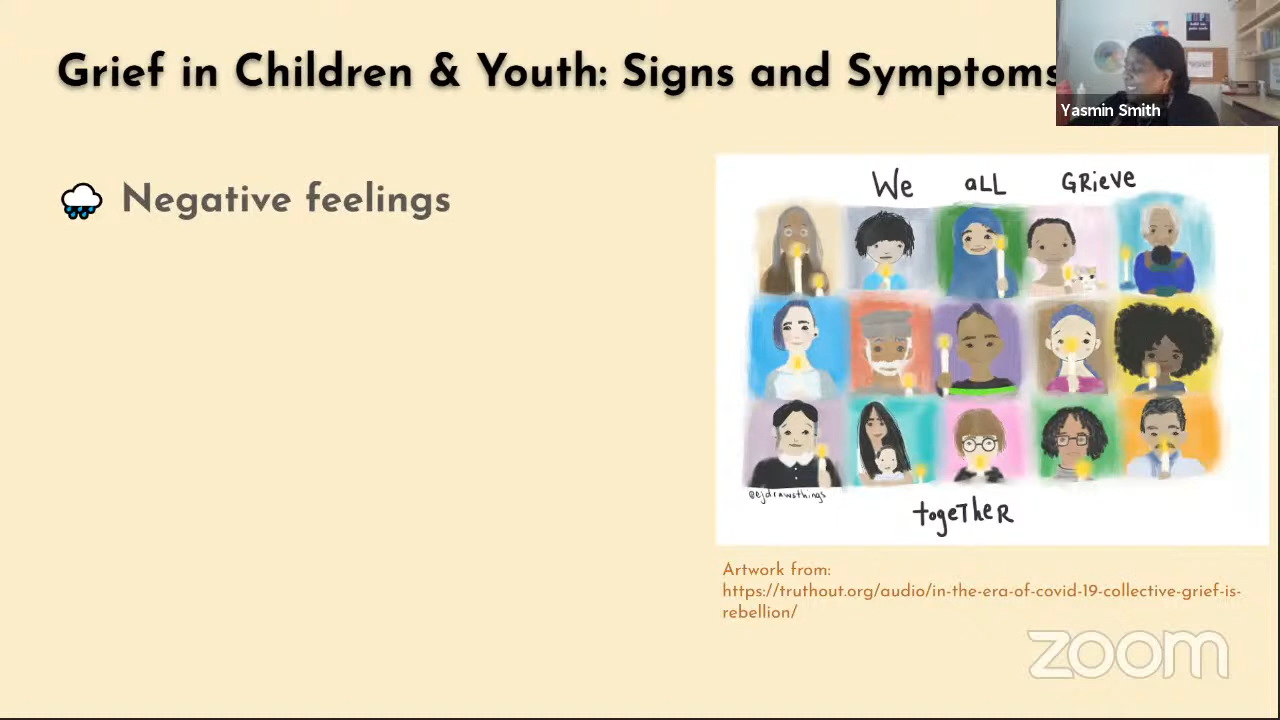 Grief in Children & Youth: Signs and Symptoms
Yasmin Smith
Negative feelings
We aLL GRieve
@ejdrawsthings
togeTheR
Artwork from:
https://truthout.org/audio/in-the-era-of-covid-19-collective-grief-is-
rebellion/
zoom